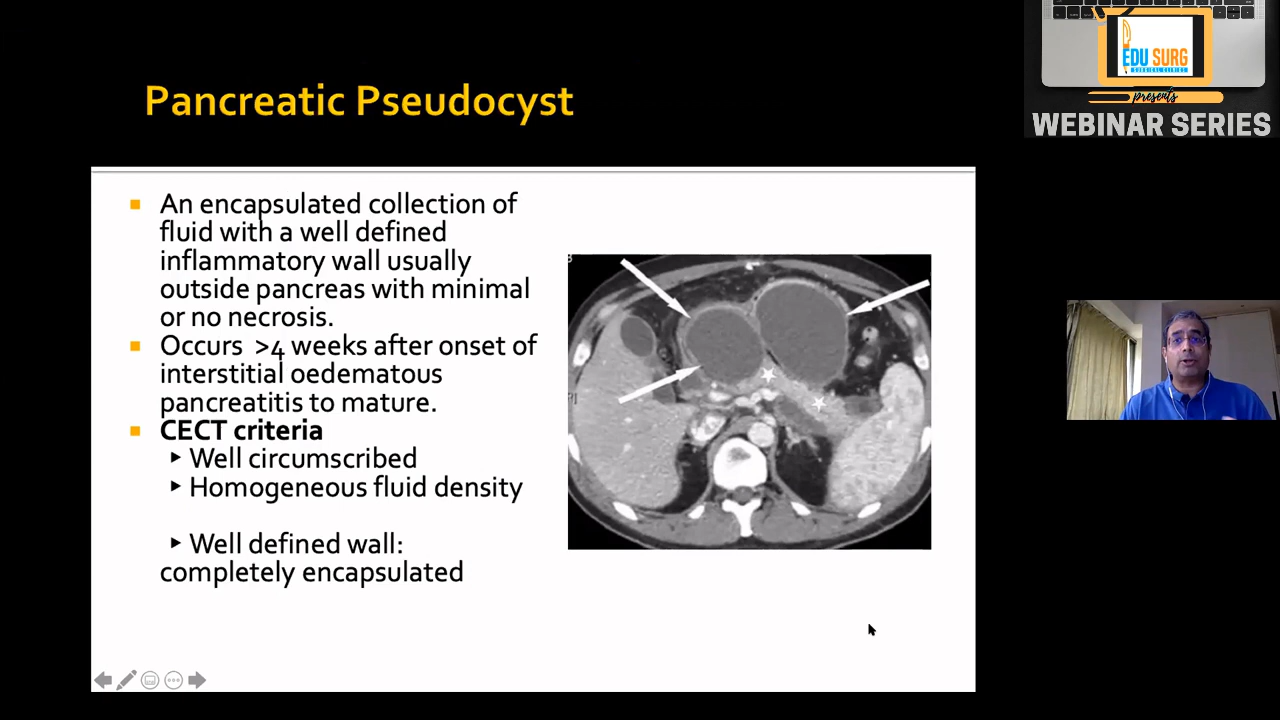 Pancreatic Pseudocyst
EDU SURG
SURGICAL CLINICS
presents
WEBINAR SERIES
An encapsulated collection of
fluid with a well defined
inflammatory wall usually
outside pancreas with minimal
or no necrosis.
Occurs >4 weeks after onset of
interstitial oedematous
pancreatitis to mature.
CECT criteria
Well circumscribed
Homogeneous fluid density
Well defined wall:
completely encapsulated